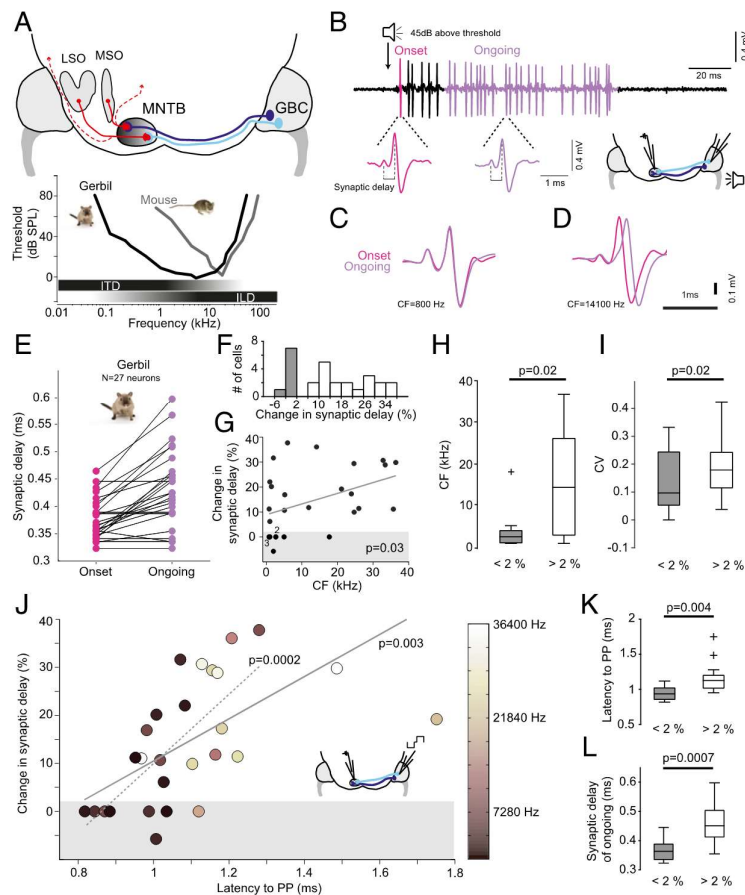 A
LSO
MSO
MNTB
GBC
Gerbil
Mouse
Threshold
(dB SPL)
80
60
40
20
0
ITD
ILD
0.01
0.1
1
10
100
Frequency (kHz)
B
45dB above threshold
Onset
Ongoing
0.4 mV
20 ms
Synaptic delay
0.4 mV
1 ms
C
D
Onset
Ongoing
CF=800 Hz
CF=14100 Hz
0.1 mV
1ms
E
Gerbil
N=27 neurons
Synaptic delay (ms)
0.6
0.55
0.5
0.45
0.4
0.35
0.3
Onset
Ongoing
F
# of cells
8
4
0
-6 2 10 18 26 34
Change in synaptic delay (%)
G
Change in
synaptic delay (%)
40
30
20
10
0
2
3
p=0.03
0 10 20 30 40
CF (kHz)
H
p=0.02
CF (kHz)
40
30
20
10
0
< 2 %
> 2 %
I
p=0.02
CV
0.4
0.3
0.2
0.1
0
-0.1
< 2 %
> 2 %
J
Change in synaptic delay (%)
40
30
20
10
0
p=0.0002
p=0.003
36400 Hz
21840 Hz
7280 Hz
0.8
1
1.2
1.4
1.6
1.8
Latency to PP (ms)
K
p=0.004
Latency to PP
(ms)
2
1.5
1
0.5
< 2 %
> 2 %
L
p=0.0007
Synaptic delay
of ongoing (ms)
0.6
0.5
0.4
0.3
< 2 %
> 2 %